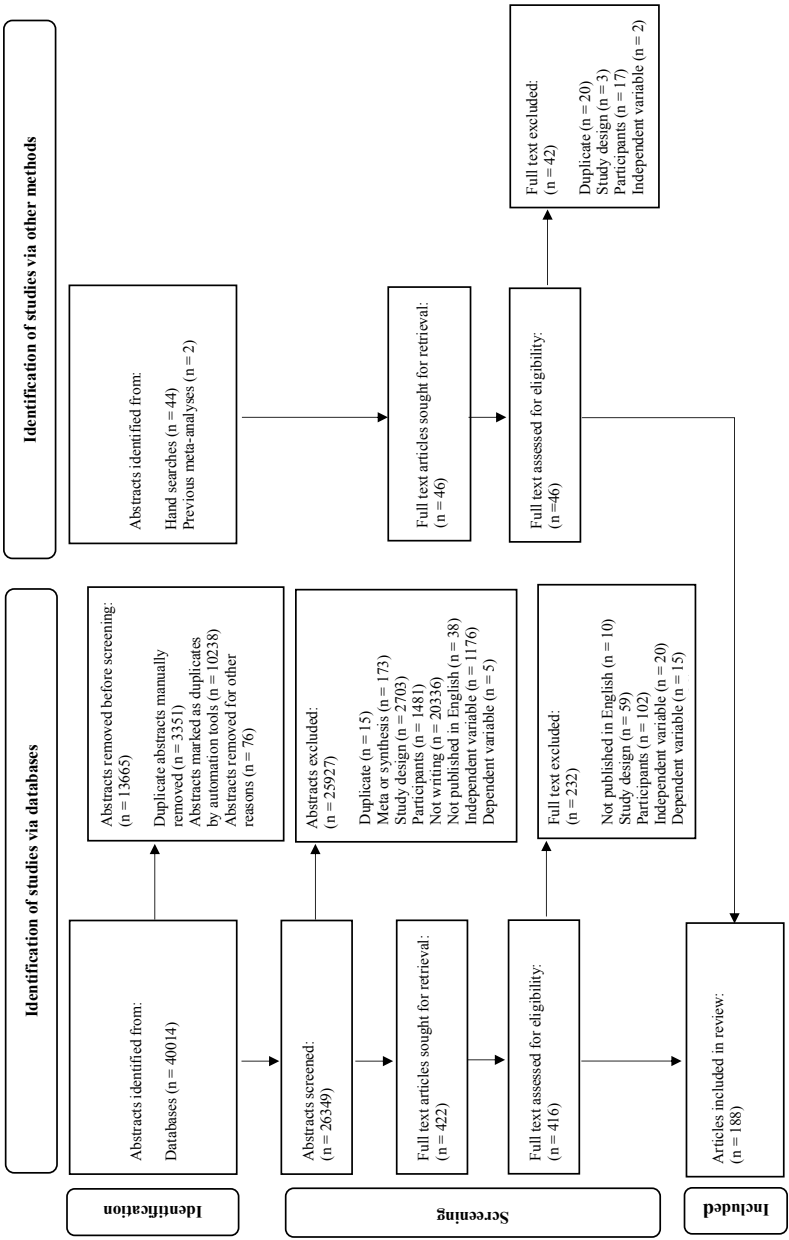 Identification of studies via databases
Identification of studies via other methods
Identification
Abstracts identified from:
Databases (n = 40014)
Abstracts removed before screening:
(n = 13665)
Duplicate abstracts manually
removed (n = 3351)
Abstracts marked as duplicates
by automation tools (n = 10238)
Abstracts removed for other
reasons (n = 76)
Abstracts identified from:
Hand searches (n = 44)
Previous meta-analyses (n = 2)
Screening
Abstracts screened:
(n = 26349)
Abstracts excluded:
(n = 25927)
Duplicate (n = 15)
Meta or synthesis (n = 173)
Study design (n = 2703)
Participants (n = 1481)
Not writing (n = 20336)
Not published in English (n = 38)
Independent variable (n = 1176)
Dependent variable (n = 5)
Full text articles sought for retrieval:
(n = 422)
Full text articles sought for retrieval:
(n = 46)
Full text assessed for eligibility:
(n = 416)
Full text excluded:
(n = 232)
Not published in English (n = 10)
Study design (n = 59)
Participants (n = 102)
Independent variable (n = 20)
Dependent variable (n = 15)
Full text assessed for eligibility:
(n =46)
Full text excluded:
(n = 42)
Duplicate (n = 20)
Study design (n = 3)
Participants (n = 17)
Independent variable (n = 2)
Included
Articles included in review:
(n = 188)